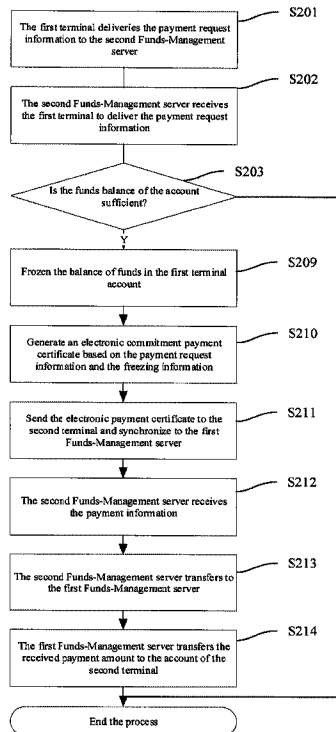 S201
The first terminal deliveries the payment request
information to the second Funds-Management
server
S202
The second Funds-Management server receives
the first terminal to deliver the payment request
information
S203
Is the funds balance of the account
sufficient?
Y
S209
Frozen the balance of funds in the first terminal
account
S210
Generate an electronic commitment payment
certificate based on the payment request
information and the freezing information
S211
Send the electronic payment certificate to the
second terminal and synchronize to the first
Funds-Management server
S212
The second Funds-Management server receives
the payment information
S213
The second Funds-Management server transfers to
the first Funds-Management server
S214
The first Funds-Management server transfers the
received payment amount to the account of the
second terminal
End the process